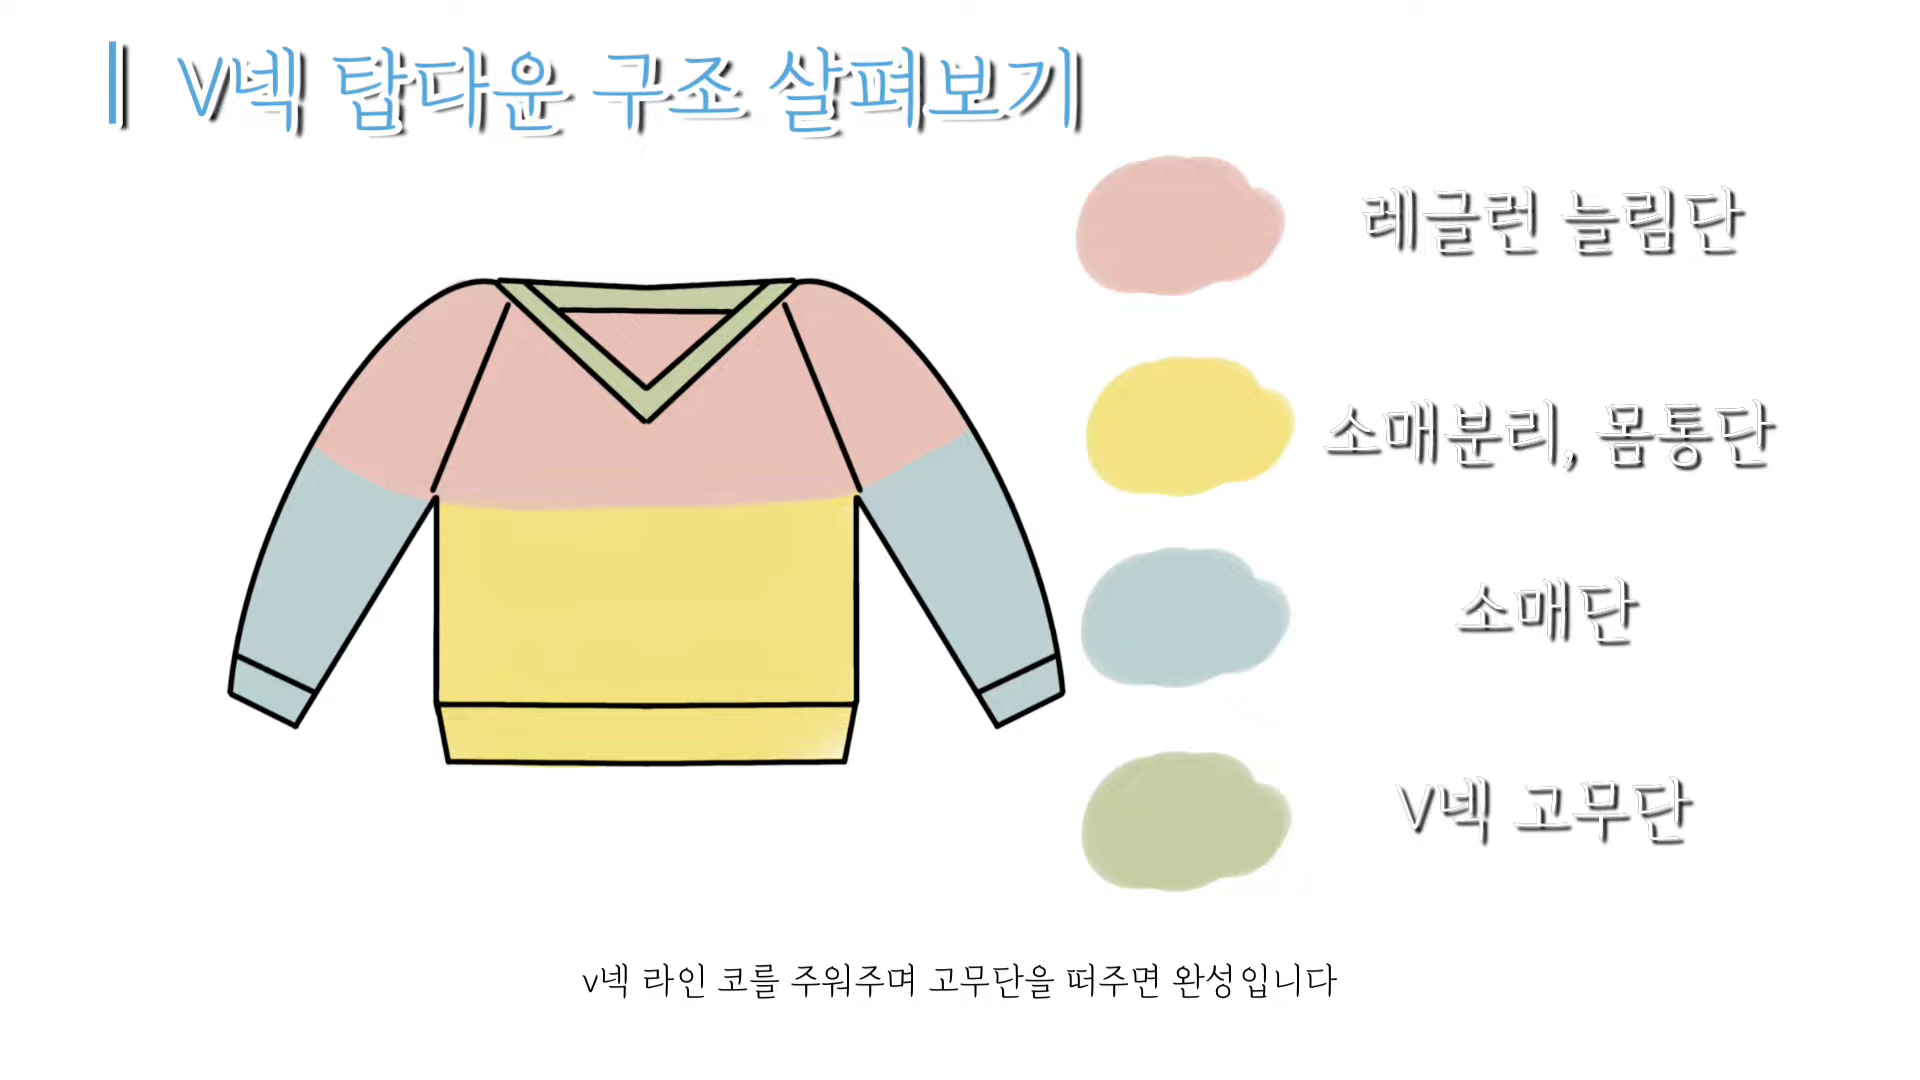 V넥 탑다운 구조 살펴보기
레글런 늘림단
소매분리, 몸통단
소매단
V넥 고무단
v넥 라인 코를 주워주며 고무단을 떠주면 완성입니다